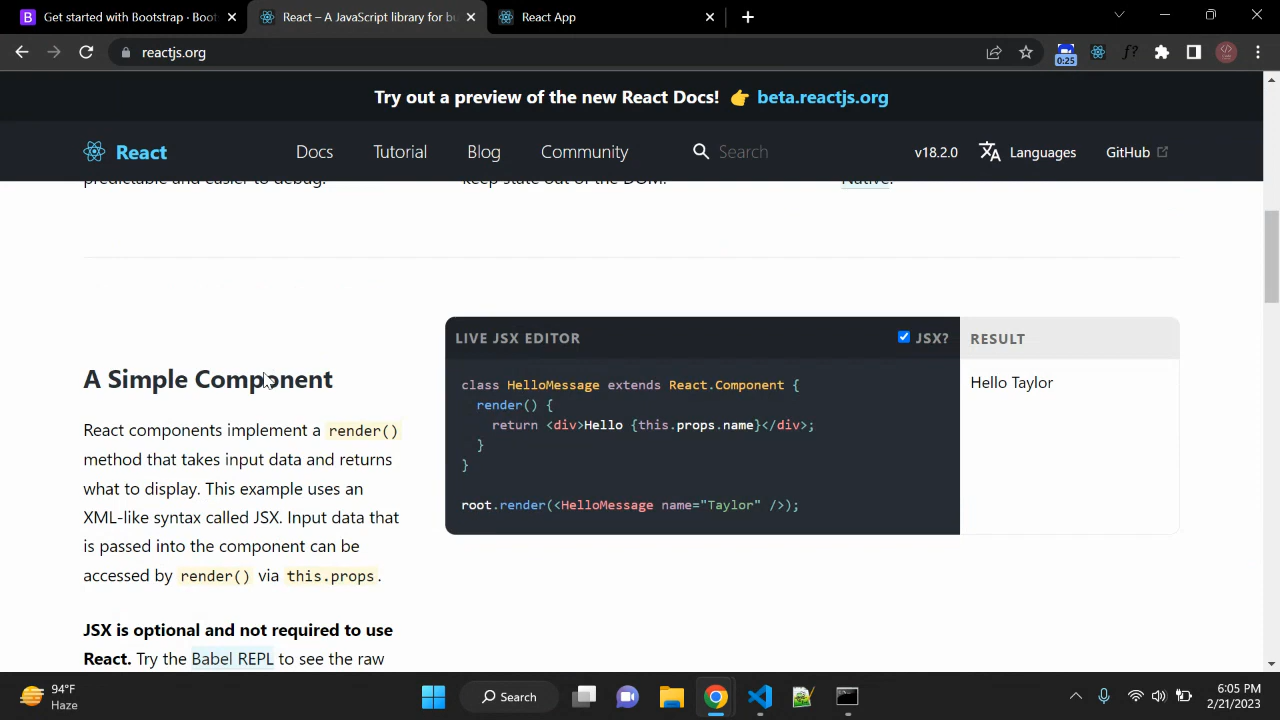 Get started with Bootstrap · Boot
React – A JavaScript library for bu
React App
reactjs.org
0:25
Try out a preview of the new React Docs! 👉 beta.reactjs.org
React
Docs
Tutorial
Blog
Community
Search
v18.2.0
Languages
GitHub
predictable and easier to debug.
keep state out of the DOM.
Native.
A Simple Component
React components implement a render()
method that takes input data and returns
what to display. This example uses an
XML-like syntax called JSX. Input data that
is passed into the component can be
accessed by render() via this.props.
JSX is optional and not required to use
React. Try the Babel REPL to see the raw
LIVE JSX EDITOR
JSX?
class HelloMessage extends React.Component {
render() {
return <div>Hello {this.props.name}</div>;
}
}
root.render(<HelloMessage name="Taylor" />);
RESULT
Hello Taylor
94°F
Haze
Search
6:05 PM
2/21/2023